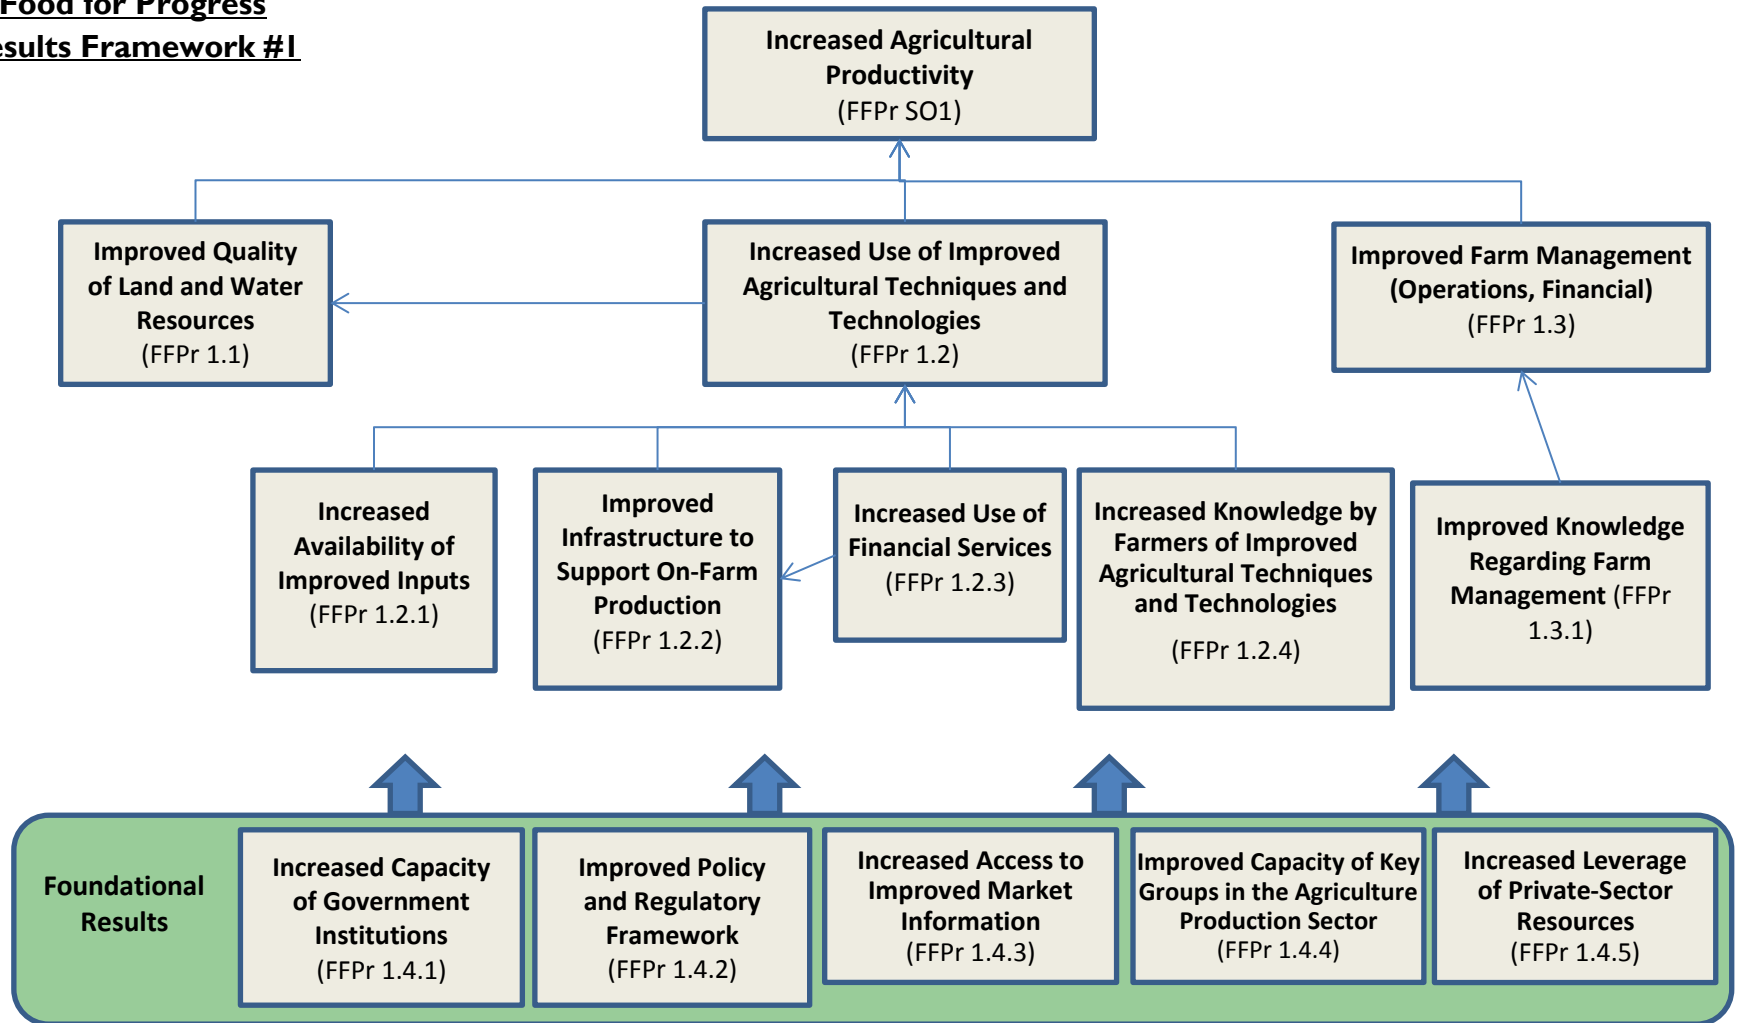 Food for Progress
esults Framework #1
Increased Agricultural
Productivity
(FFPr SO1)
Improved Quality
of Land and Water
Resources
(FFPr 1.1)
Increased Use of Improved
Agricultural Techniques and
Technologies
(FFPr 1.2)
Improved Farm Management
(Operations, Financial)
(FFPr 1.3)
Increased
Availability of
Improved Inputs
(FFPr 1.2.1)
Improved
Infrastructure to
Support On-Farm
Production
(FFPr 1.2.2)
Increased Use of
Financial Services
(FFPr 1.2.3)
Increased Knowledge by
Farmers of Improved
Agricultural Techniques
and Technologies
(FFPr 1.2.4)
Improved Knowledge
Regarding Farm
Management (FFPr
1.3.1)
Foundational
Results
Increased Capacity
of Government
Institutions
(FFPr 1.4.1)
Improved Policy
and Regulatory
Framework
(FFPr 1.4.2)
Increased Access to
Improved Market
Information
(FFPr 1.4.3)
Improved Capacity of Key
Groups in the Agriculture
Production Sector
(FFPr 1.4.4)
Increased Leverage
of Private-Sector
Resources
(FFPr 1.4.5)